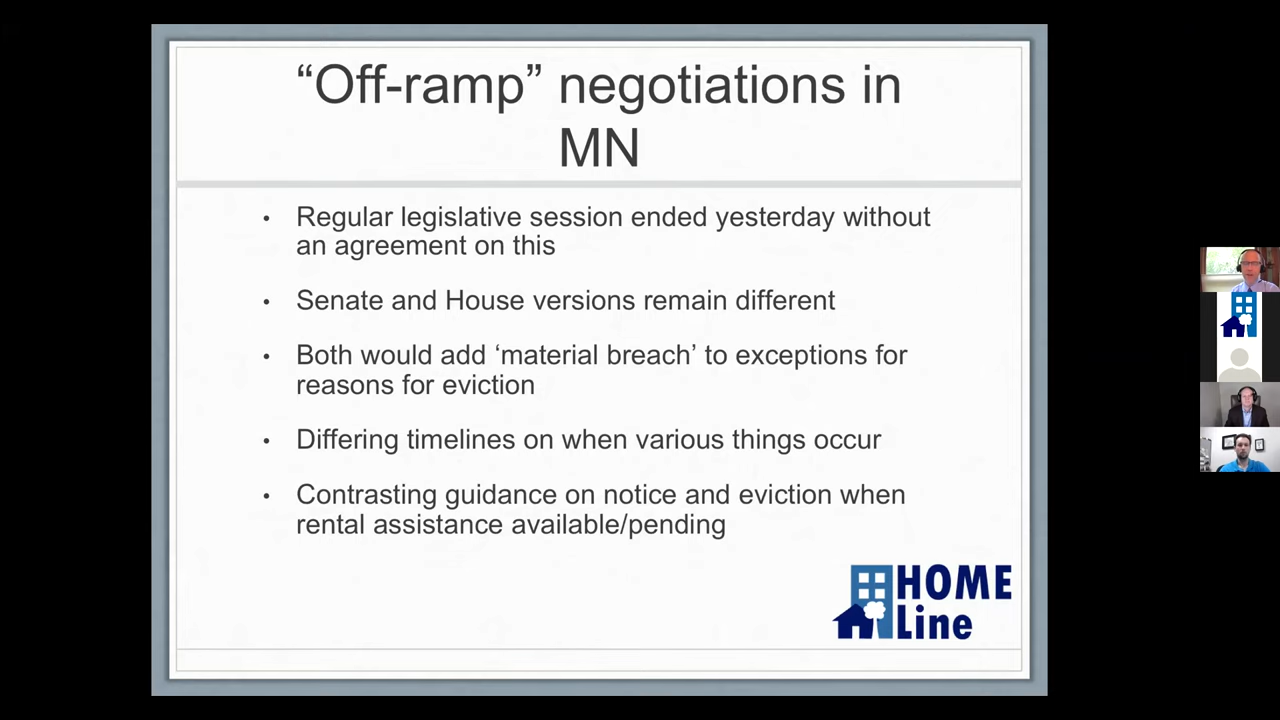 “Off-ramp” negotiations in
MN
• Regular legislative session ended yesterday without
an agreement on this
• Senate and House versions remain different
• Both would add ‘material breach’ to exceptions for
reasons for eviction
• Differing timelines on when various things occur
• Contrasting guidance on notice and eviction when
rental assistance available/pending
HOME
Line